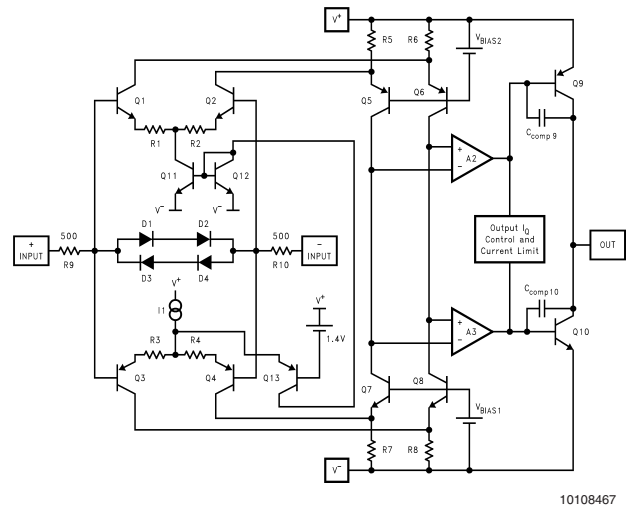 V+
R5
R6
VBIAS2
Q1
Q2
Q5
Q6
Q9
R1
R2
Ccomp 9
A2
+
−
Q11
Q12
V−
V−
+
INPUT
500
R9
D1
D2
D3
D4
500
R10
−
INPUT
Output IQ
Control and
Current Limit
OUT
V+
I1
V+
1.4V
R3
R4
Q3
Q4
Q13
Ccomp10
+
−
A3
Q10
Q7
Q8
VBIAS1
R7
R8
V−
10108467